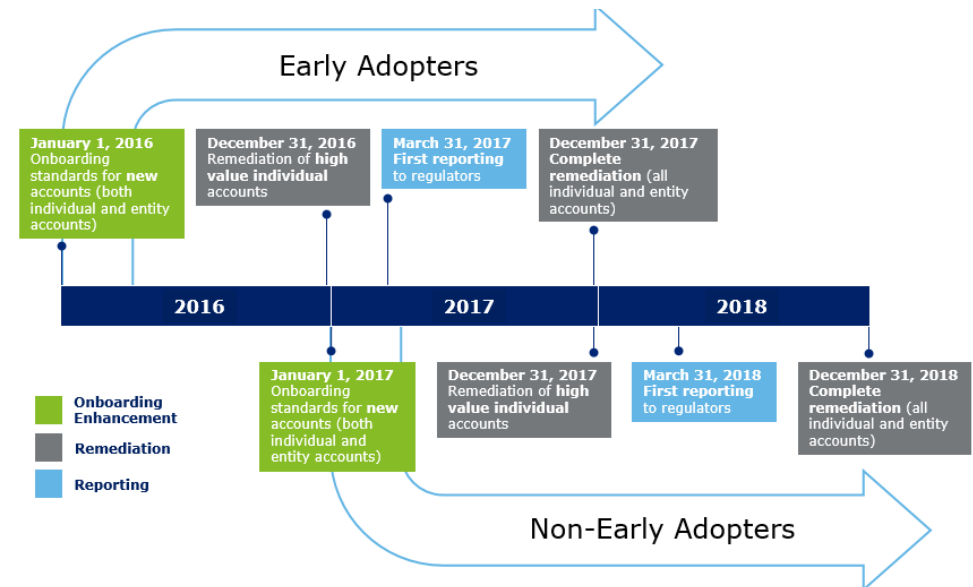 Early Adopters
January 1, 2016
Onboarding
standards for new
accounts (both
individual and entity
accounts)
December 31, 2016
Remediation of high
value individual
accounts
March 31, 2017
First reporting
to regulators
December 31, 2017
Complete
remediation (all
individual and entity
accounts)
2016
2017
2018
January 1, 2017
Onboarding
standards for new
accounts (both
individual and
entity accounts)
December 31, 2017
Remediation of high
value individual
accounts
March 31, 2018
First reporting
to regulators
December 31, 2018
Complete
remediation (all
individual and entity
accounts)
Onboarding
Enhancement
Remediation
Reporting
Non-Early Adopters